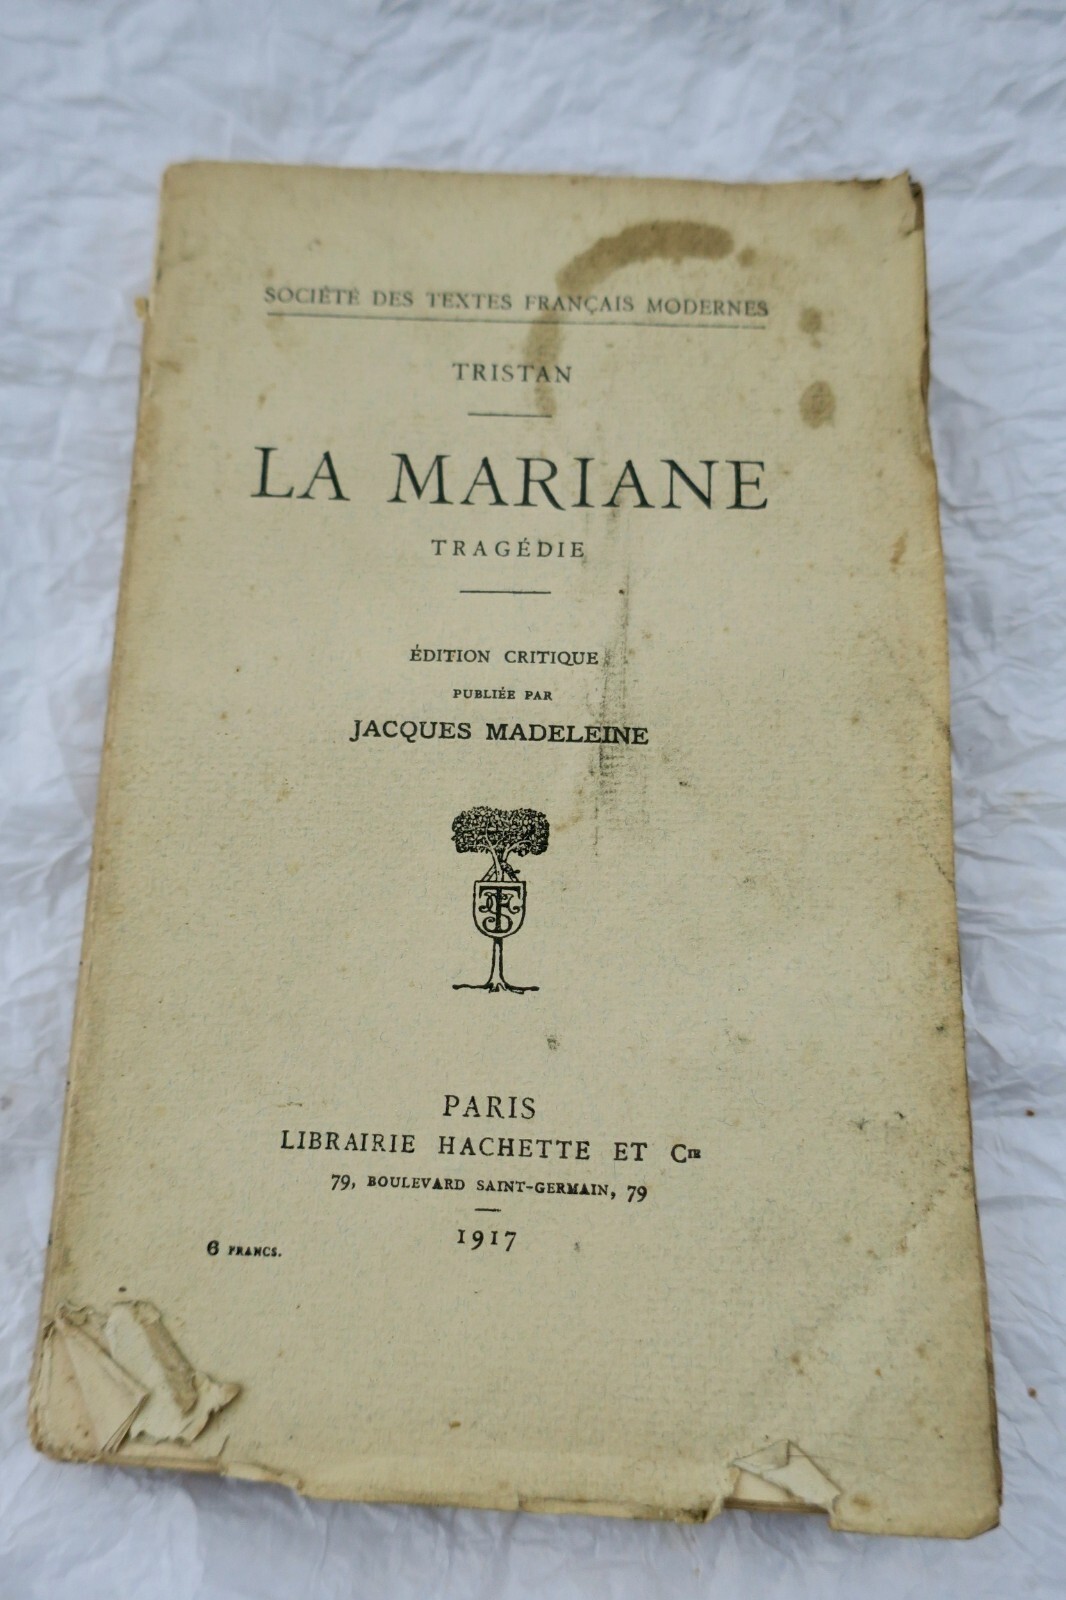 SOCIÉTÉ DES TEXTES FRANÇAIS MODERNES
TRISTAN
LA MARIANE
TRAGÉDIE
ÉDITION CRITIQUE
PUBLIÉE PAR
JACQUES MADELEINE
PARIS
LIBRAIRIE HACHETTE ET Cie
79, BOULEVARD SAINT-GERMAIN, 79
1917
6 FRANCS.